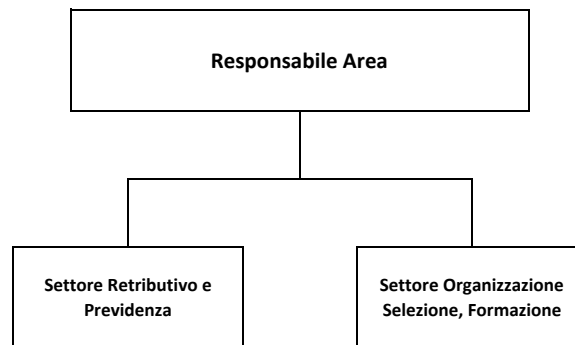 Responsabile Area
Settore Retributivo e
Previdenza
Settore Organizzazione
Selezione, Formazione